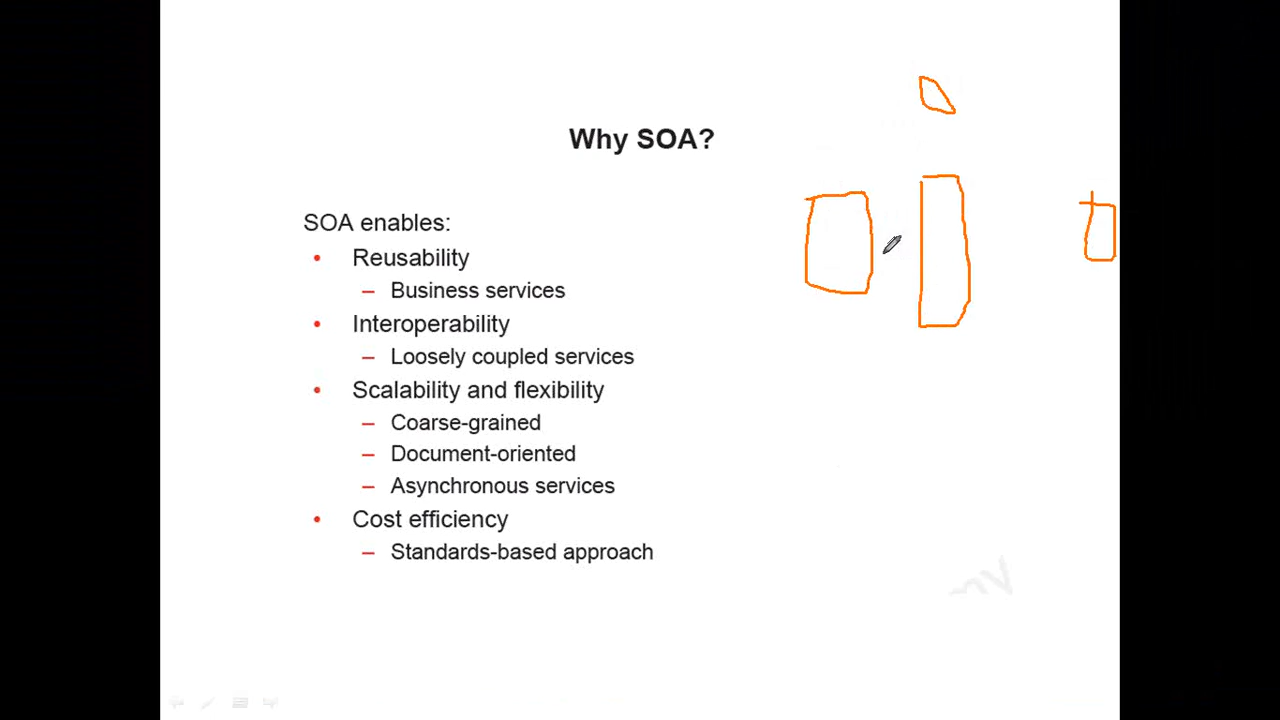 Why SOA?
SOA enables:
• Reusability
– Business services
• Interoperability
– Loosely coupled services
• Scalability and flexibility
– Coarse-grained
– Document-oriented
– Asynchronous services
• Cost efficiency
– Standards-based approach